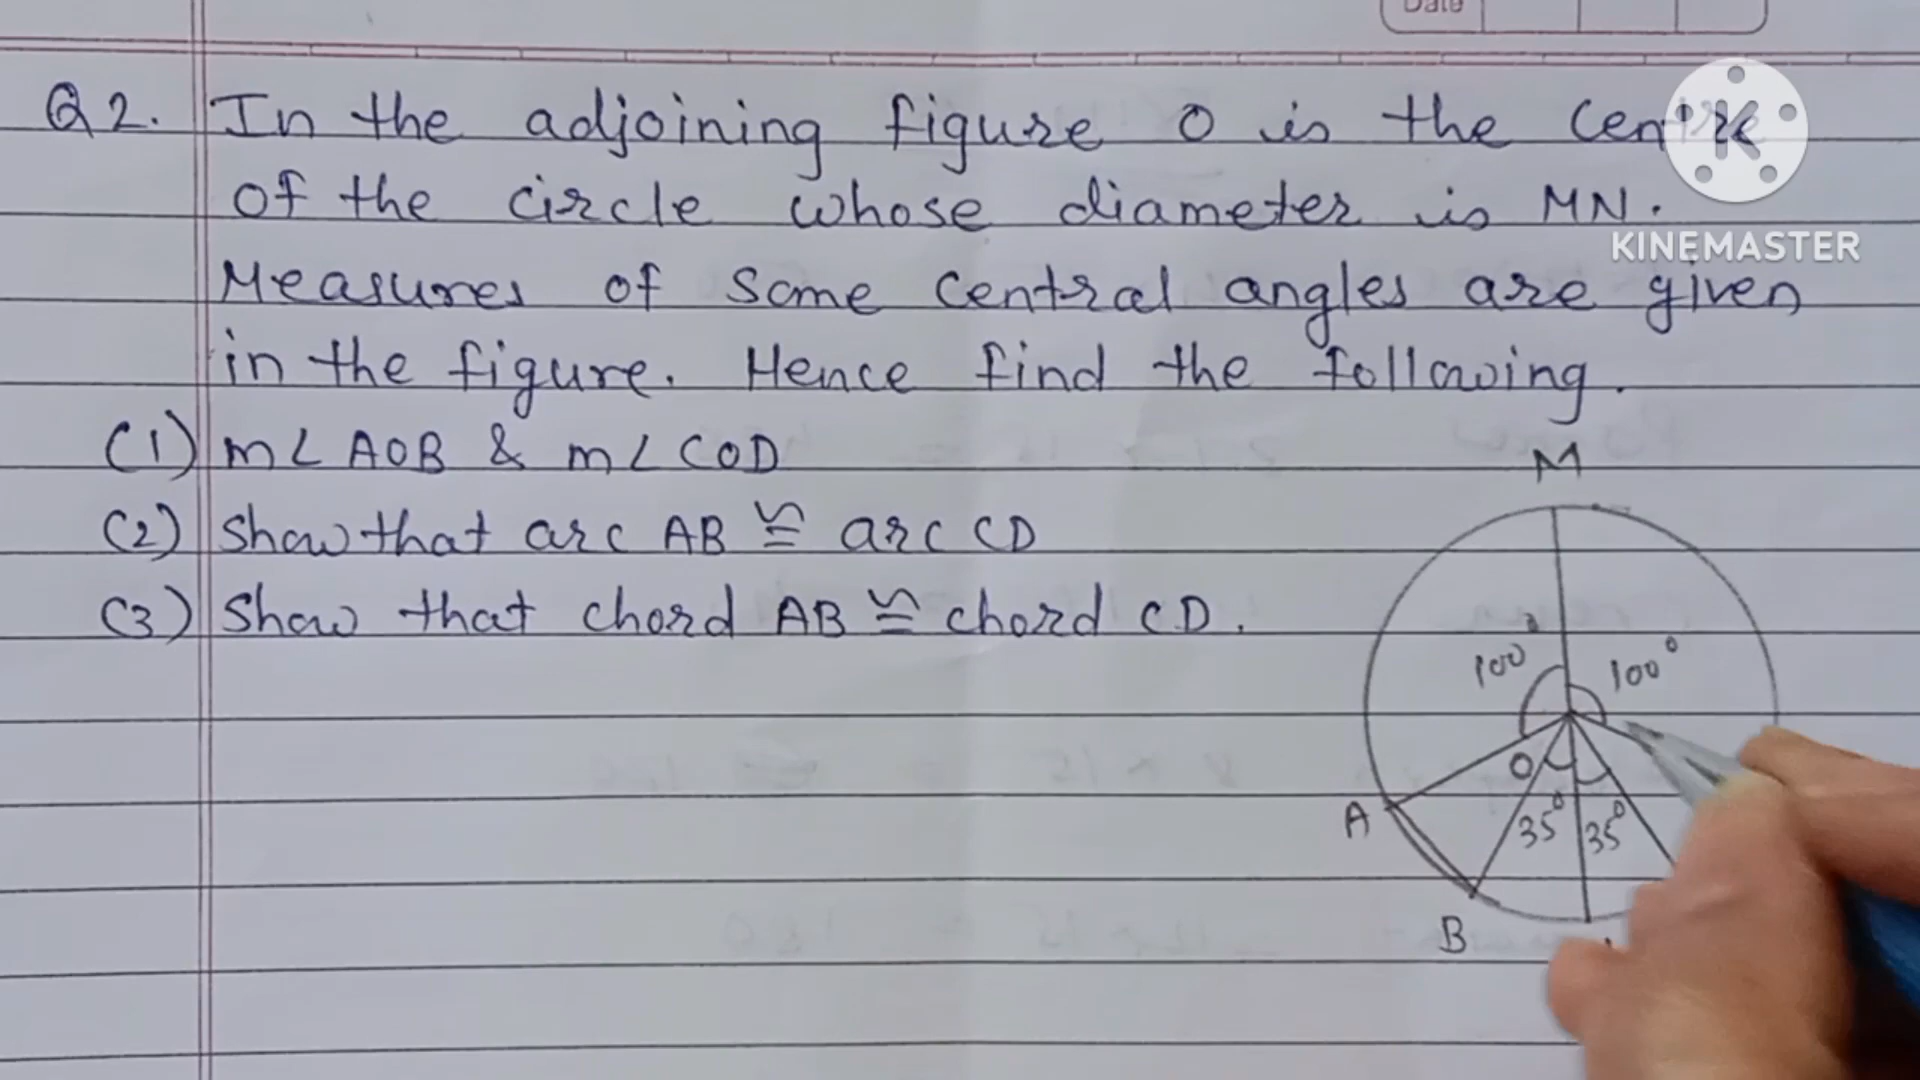 Date
Q2. In the adjoining figure O is the centre
of the circle whose diameter is MN.
KINEMASTER
Measures of some central angles are given
in the figure. Hence find the following.
(1) m∠AOB & m∠COD
(2) Show that arc AB ≅ arc CD
(3) Show that chord AB ≅ chord CD.
M
100° 100°
O
A
35° 35°
B